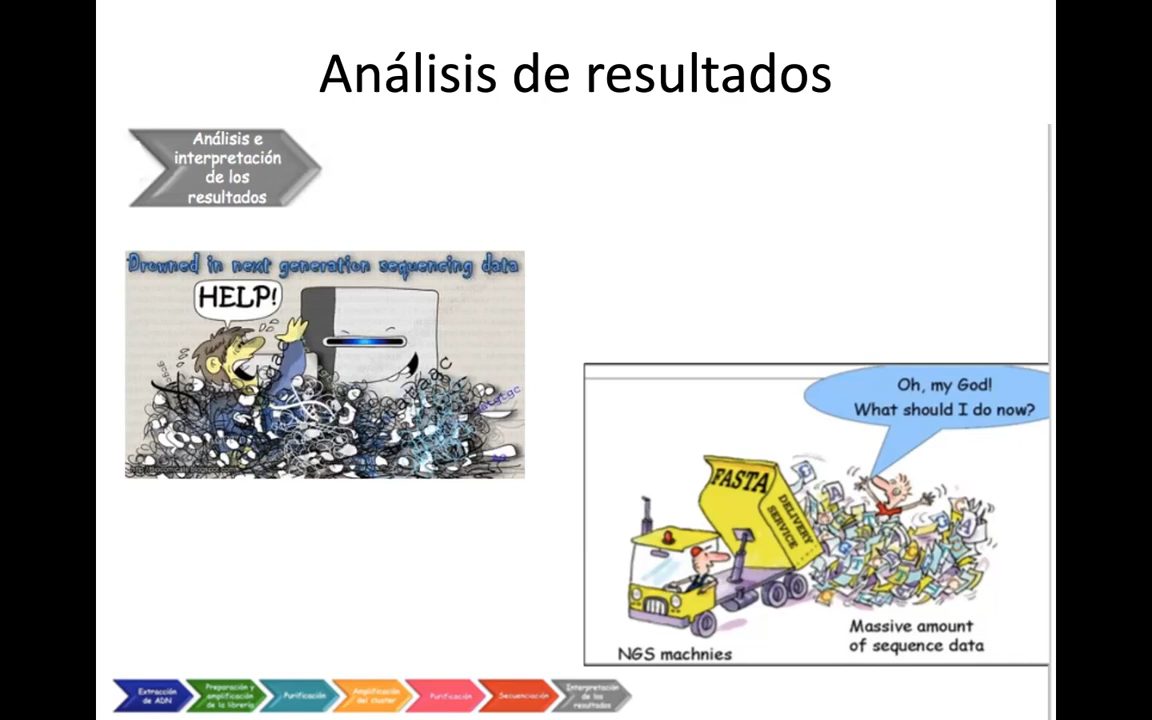 Análisis de resultados
Análisis e
interpretación
de los
resultados
Drowned in next generation sequencing data
HELP!
Oh, my God!
What should I do now?
FASTA
DELIVERY
SERVICE
Massive amount
of sequence data
NGS machnies
Extracción
de ADN
Preparación y
amplificación
de la librería
Purificación
Amplificación
del cluster
Purificación
Secuenciación
Interpretación
de los
resultados